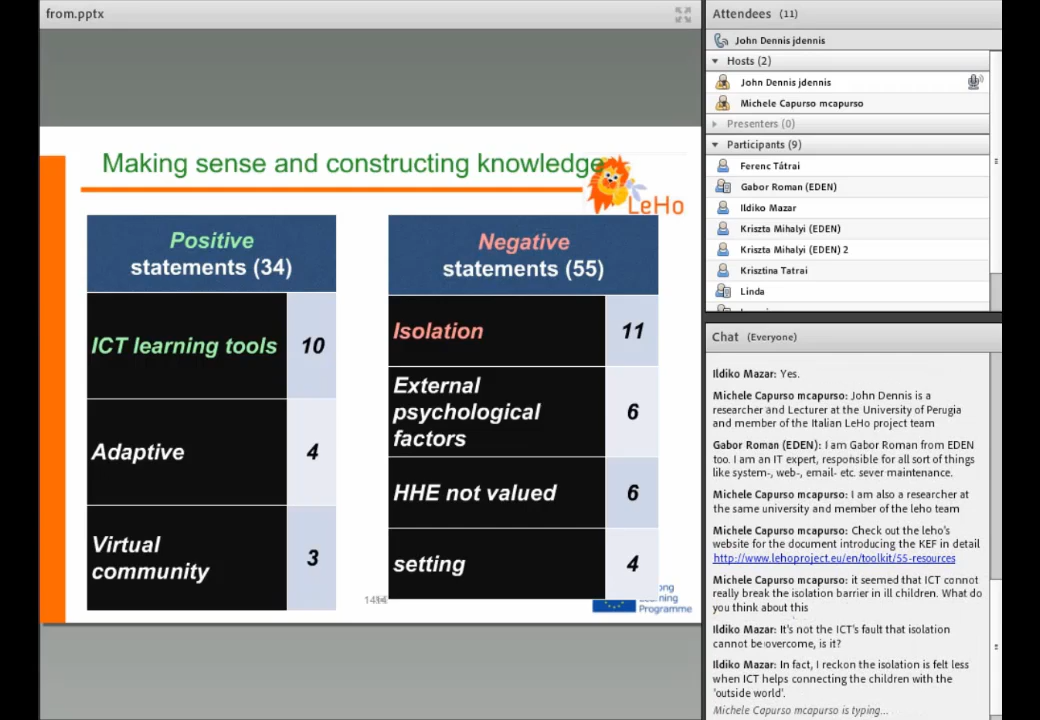 from.pptx
Making sense and constructing knowledge
LeHo
Positive
statements (34)
ICT learning tools 10
Adaptive 4
Virtual
community 3
Negative
statements (55)
Isolation 11
External
psychological
factors 6
HHE not valued 6
setting 4
Programme
Attendees (11)
John Dennis jdennis
Hosts (2)
John Dennis jdennis
Michele Capurso mcapurso
Presenters (0)
Participants (9)
Ferenc Tátrai
Gabor Roman (EDEN)
Ildiko Mazar
Kriszta Mihalyi (EDEN)
Kriszta Mihalyi (EDEN) 2
Krisztina Tatrai
Linda
Chat (Everyone)
Ildiko Mazar: Yes.
Michele Capurso mcapurso: John Dennis is a
researcher and Lecturer at the University of Perugia
and member of the Italian LeHo project team
Gabor Roman (EDEN): I am Gabor Roman from EDEN
too. I am an IT expert, responsible for all sort of things
like system-, web-, email- etc. sever maintenance.
Michele Capurso mcapurso: I am also a researcher at
the same university and member of the leho team
Michele Capurso mcapurso: Check out the leho's
website for the document introducing the KEF in detail
http://www.lehoproject.eu/en/toolkit/55-resources
Michele Capurso mcapurso: it seemed that ICT connot
really break the isolation barrier in ill children. What do
you think about this
Ildiko Mazar: It's not the ICT's fault that isolation
cannot be overcome, is it?
Ildiko Mazar: In fact, I reckon the isolation is felt less
when ICT helps connecting the children with the
'outside world'.
Michele Capurso mcapurso is typing...